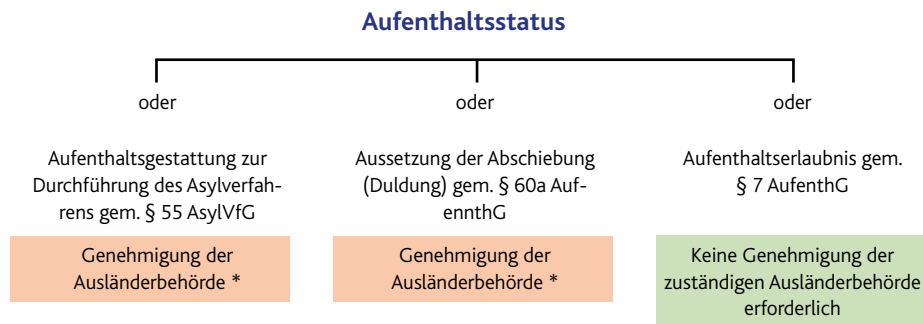 Aufenthaltsstatus
oder
oder
oder
Aufenthaltsgestattung zur
Durchführung des Asylverfah-
rens gem. § 55 AsylVfG
Genehmigung der
Ausländerbehörde *
Aussetzung der Abschiebung
(Duldung) gem. § 60a Auf-
ennthG
Genehmigung der
Ausländerbehörde *
Aufenthaltserlaubnis gem.
§ 7 AufenthG
Keine Genehmigung der
zuständigen Ausländerbehörde
erforderlich